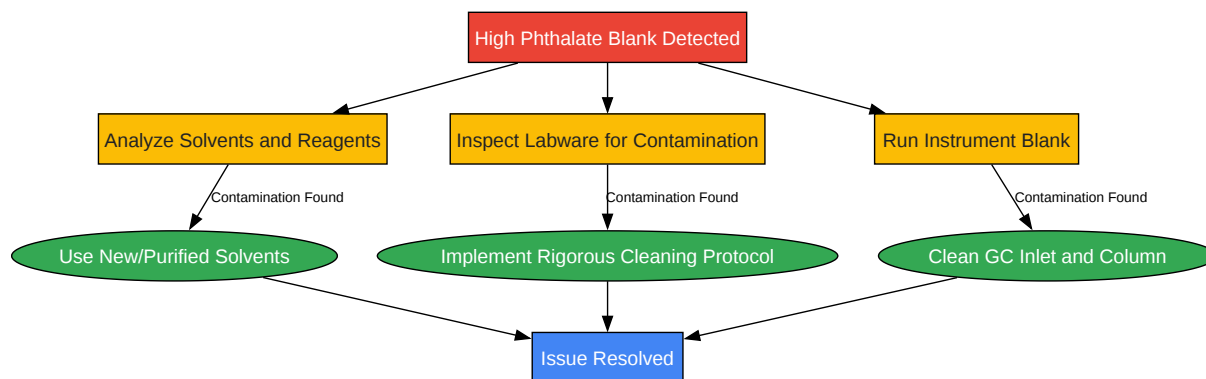 High Phthalate Blank Detected
Analyze Solvents and Reagents
Inspect Labware for Contamination
Run Instrument Blank
Contamination Found
Contamination Found
Contamination Found
Use New/Purified Solvents
Implement Rigorous Cleaning Protocol
Clean GC Inlet and Column
Issue Resolved